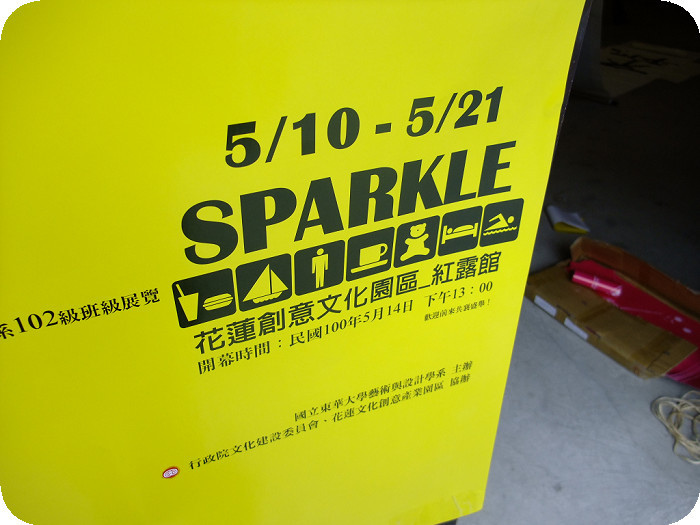 5/10 - 5/21
SPARKLE
系102級班級展覽
花蓮創意文化園區_紅露館
開幕時間：民國100年5月14日 下午13：00
歡迎前來共襄盛舉！
國立東華大學藝術與設計學系 主辦
行政院文化建設委員會、花蓮文化創意產業園區 協辦